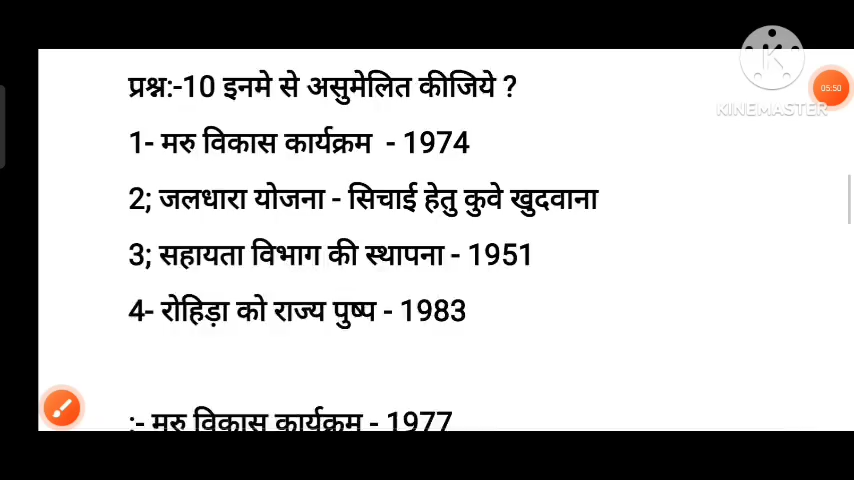 प्रश्न:-10 इनमे से असुमेलित कीजिये ?
1- मरु विकास कार्यक्रम - 1974
2; जलधारा योजना - सिचाई हेतु कुवे खुदवाना
3; सहायता विभाग की स्थापना - 1951
4- रोहिड़ा को राज्य पुष्प - 1983
:- मरु विकास कार्यक्रम - 1977
KINEMASTER
05:50